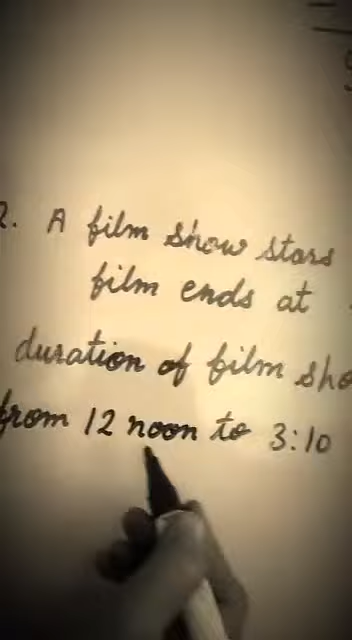 2. A film show stars
film ends at
duration of film sho
from 12 noon to 3:10